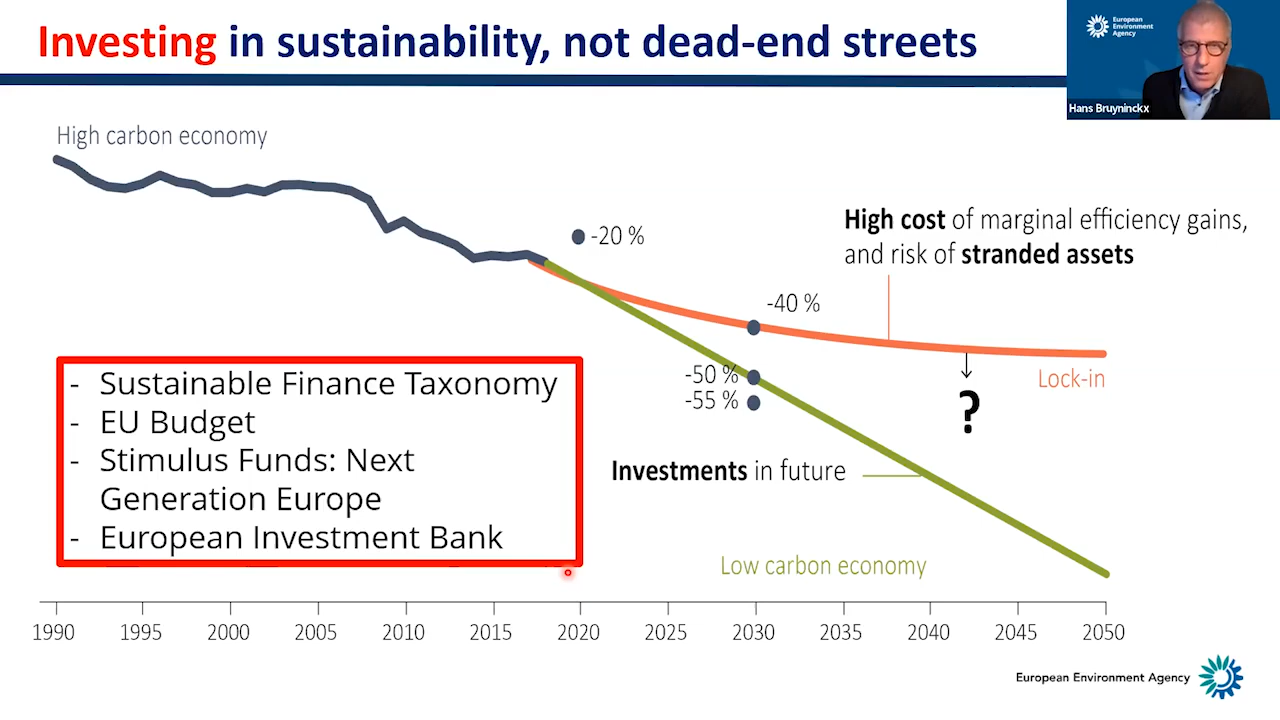 Investing in sustainability, not dead-end streets
European
Environment
Agency
Hans Bruyninckx
High carbon economy
-20 %
High cost of marginal efficiency gains,
and risk of stranded assets
-40 %
-50 %
-55 %
Lock-in
?
- Sustainable Finance Taxonomy
- EU Budget
- Stimulus Funds: Next
Generation Europe
- European Investment Bank
Investments in future
Low carbon economy
1990 1995 2000 2005 2010 2015 2020 2025 2030 2035 2040 2045 2050
European Environment Agency